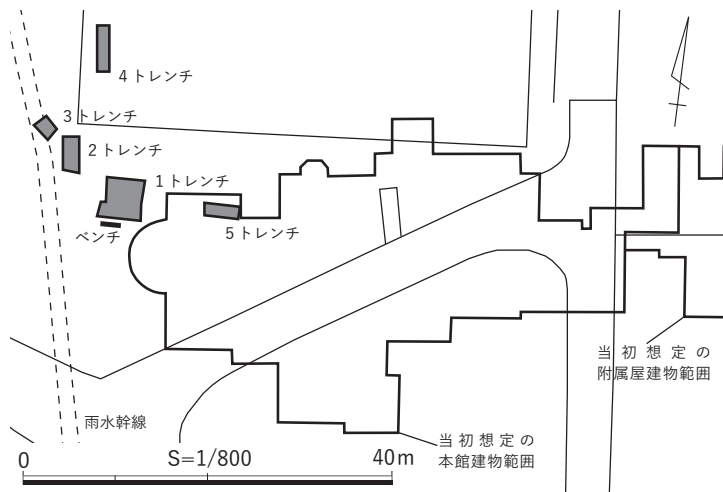 4トレンチ
3トレンチ
2トレンチ
1トレンチ
ベンチ
5トレンチ
当初想定の
附属屋建物範囲
雨水幹線
当初想定の
本館建物範囲
0 S=1/800 40m